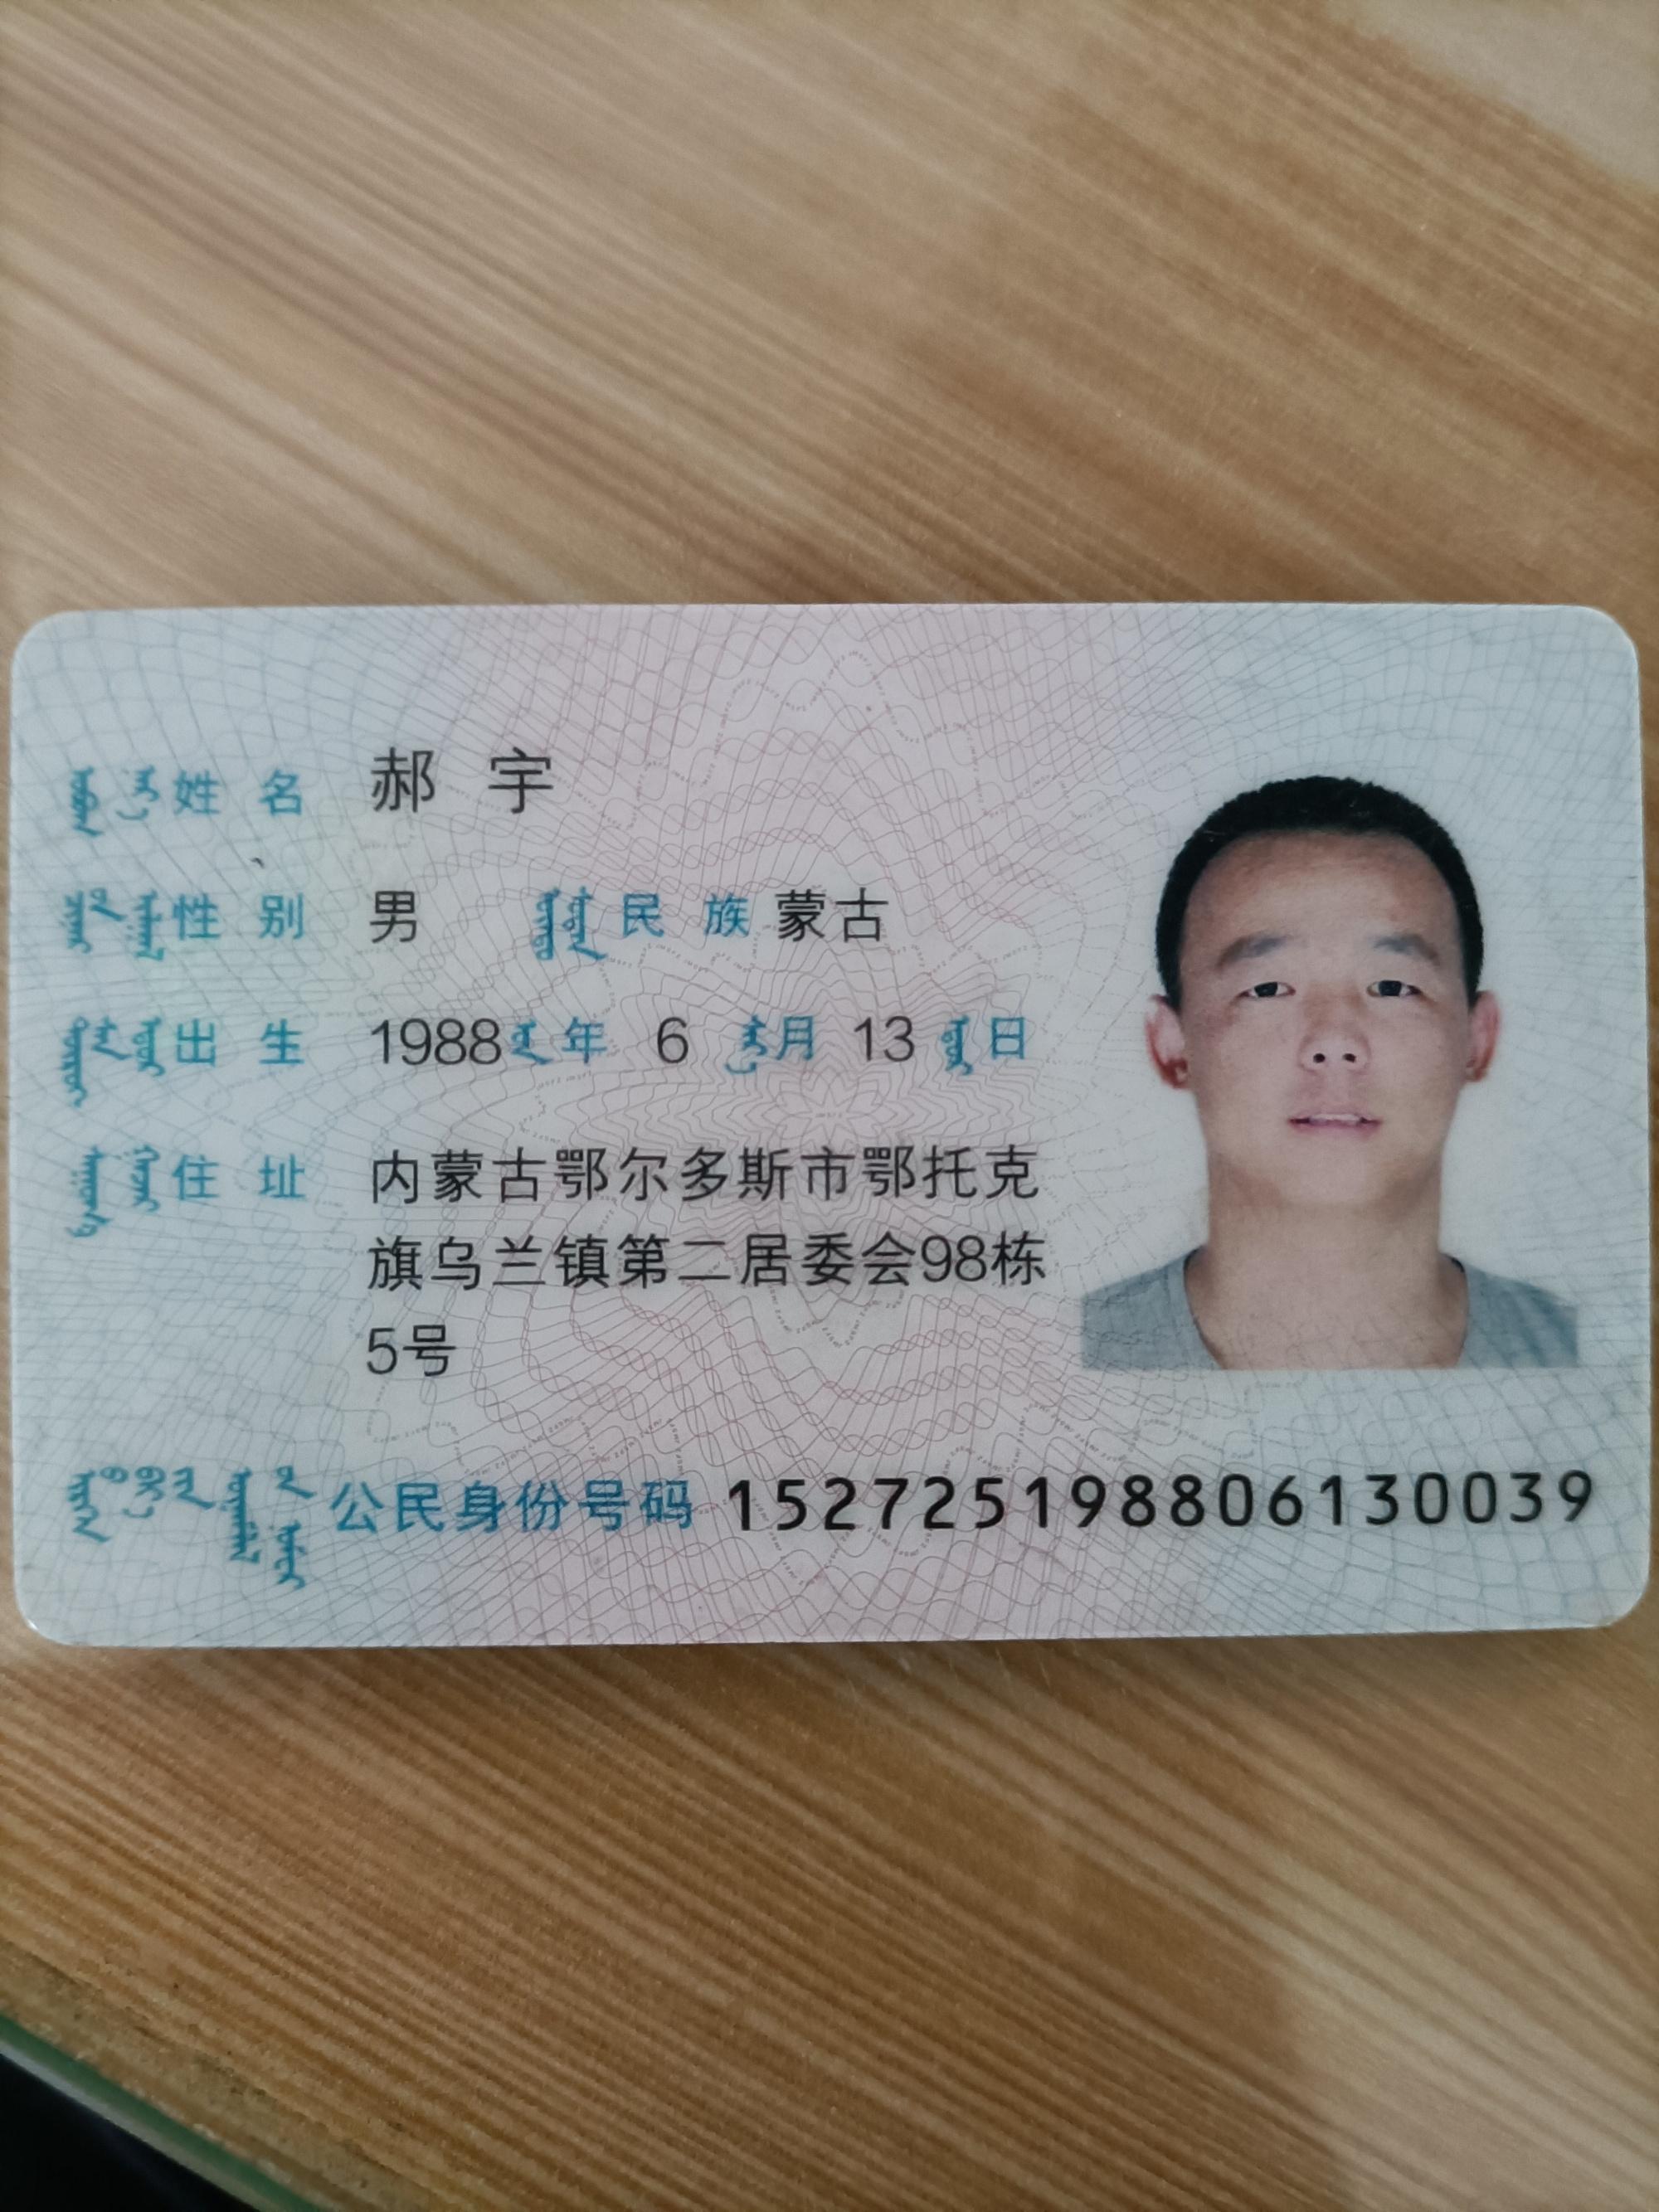 姓 名 郝 宇
性 别 男 民 族 蒙古
出 生 1988 年 6 月 13 日
住 址 内蒙古鄂尔多斯市鄂托克
旗乌兰镇第二居委会98栋
5号
公民身份号码 152725198806130039